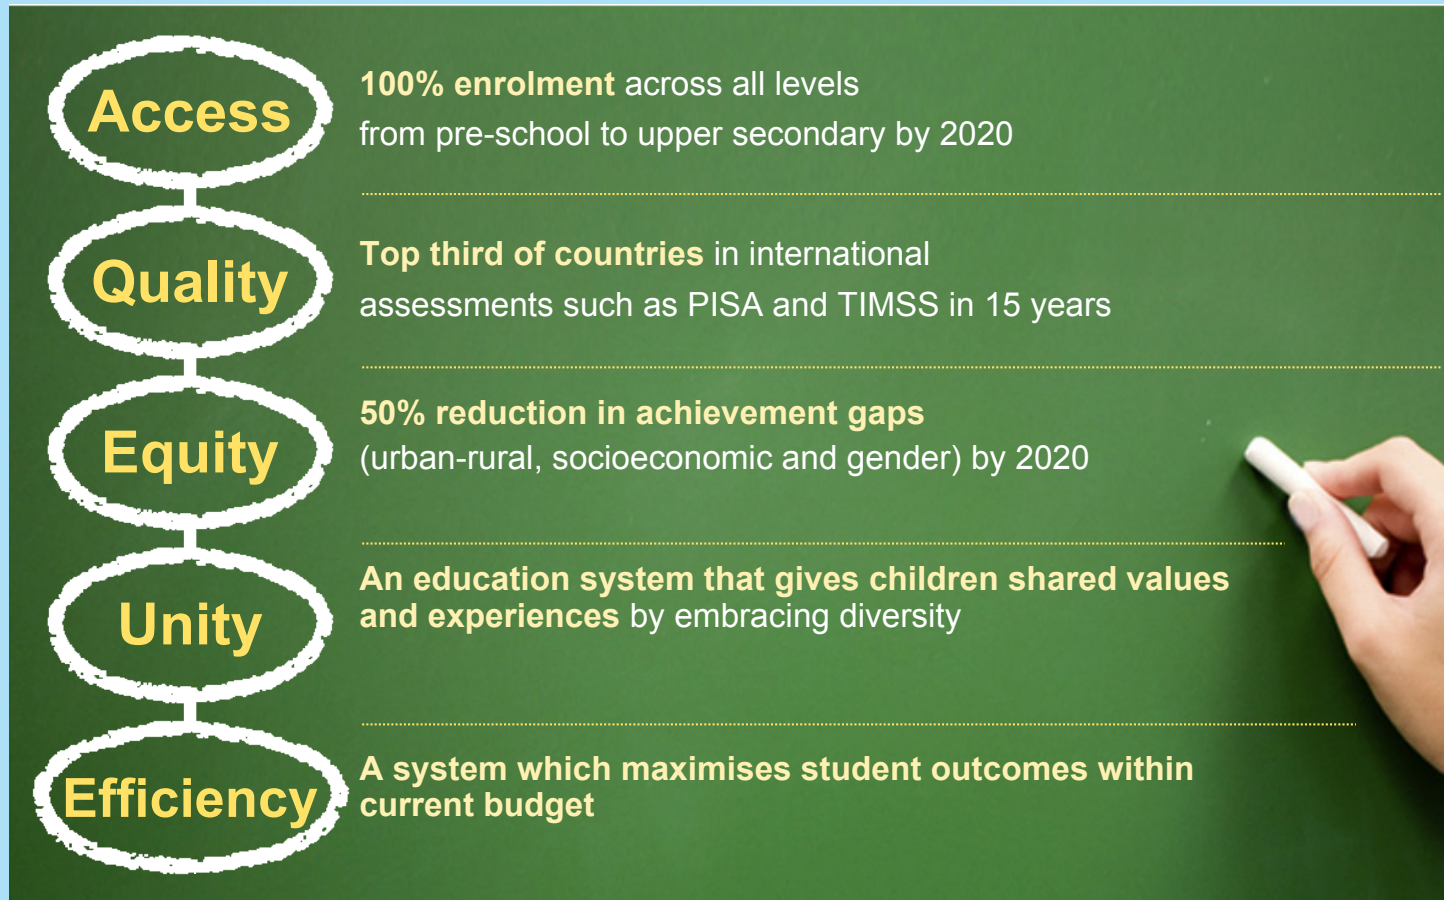 Access
100% enrolment across all levels
from pre-school to upper secondary by 2020
Quality
Top third of countries in international
assessments such as PISA and TIMSS in 15 years
Equity
50% reduction in achievement gaps
(urban-rural, socioeconomic and gender) by 2020
Unity
An education system that gives children shared values
and experiences by embracing diversity
Efficiency
A system which maximises student outcomes within
current budget